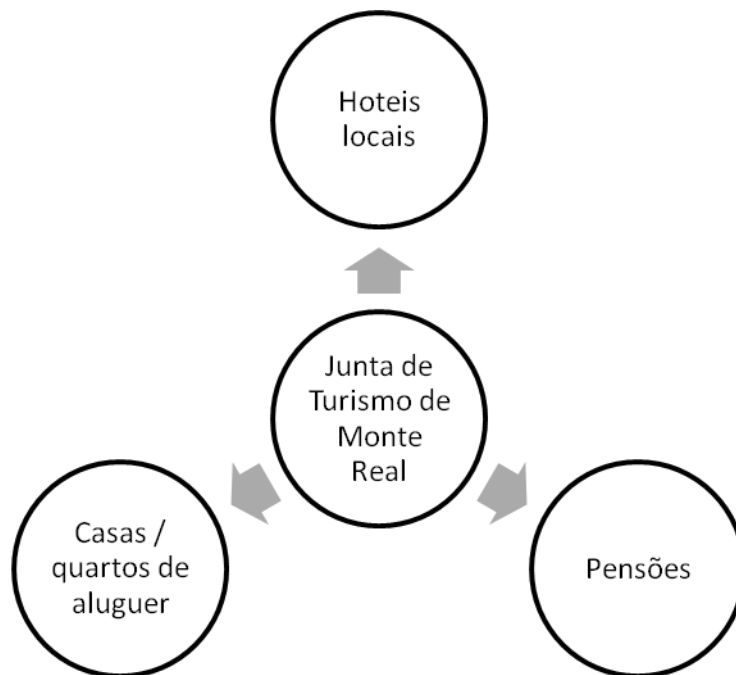 Hoteis
locais
Junta de
Turismo de
Monte
Real
Casas /
quartos de
aluguer
Pensões